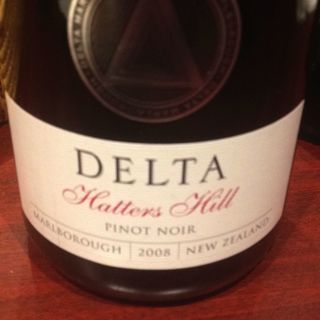 DELTA
Hatters Hill
PINOT NOIR
MARLBOROUGH | 2008 | NEW ZEALAND